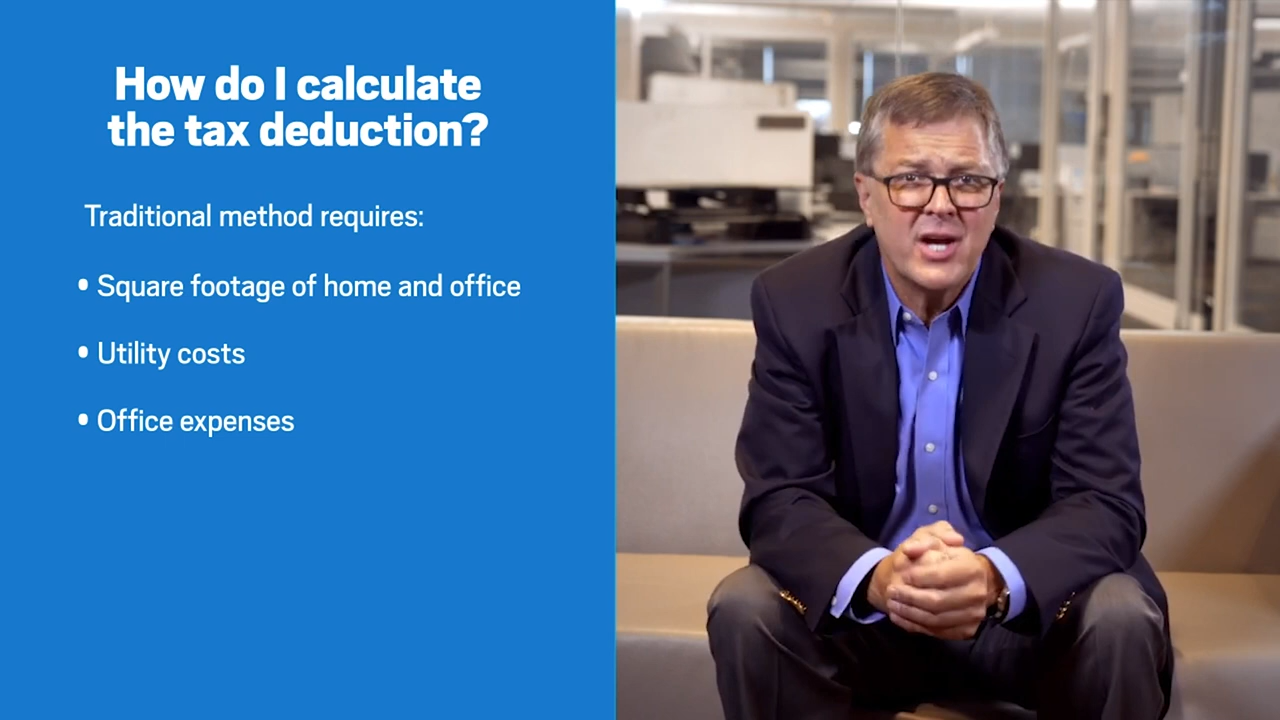 How do I calculate
the tax deduction?
Traditional method requires:
• Square footage of home and office
• Utility costs
• Office expenses